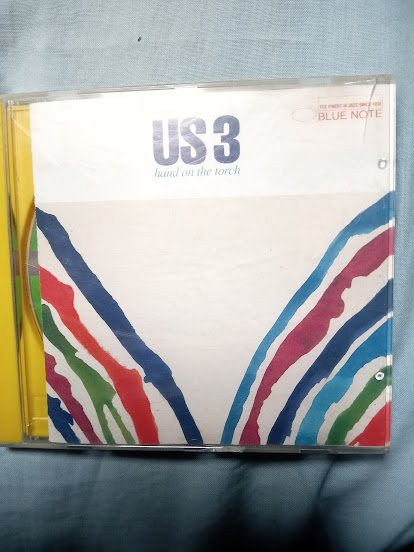 US3
hand on the torch
THE FINEST IN JAZZ SINCE 1939
BLUE NOTE